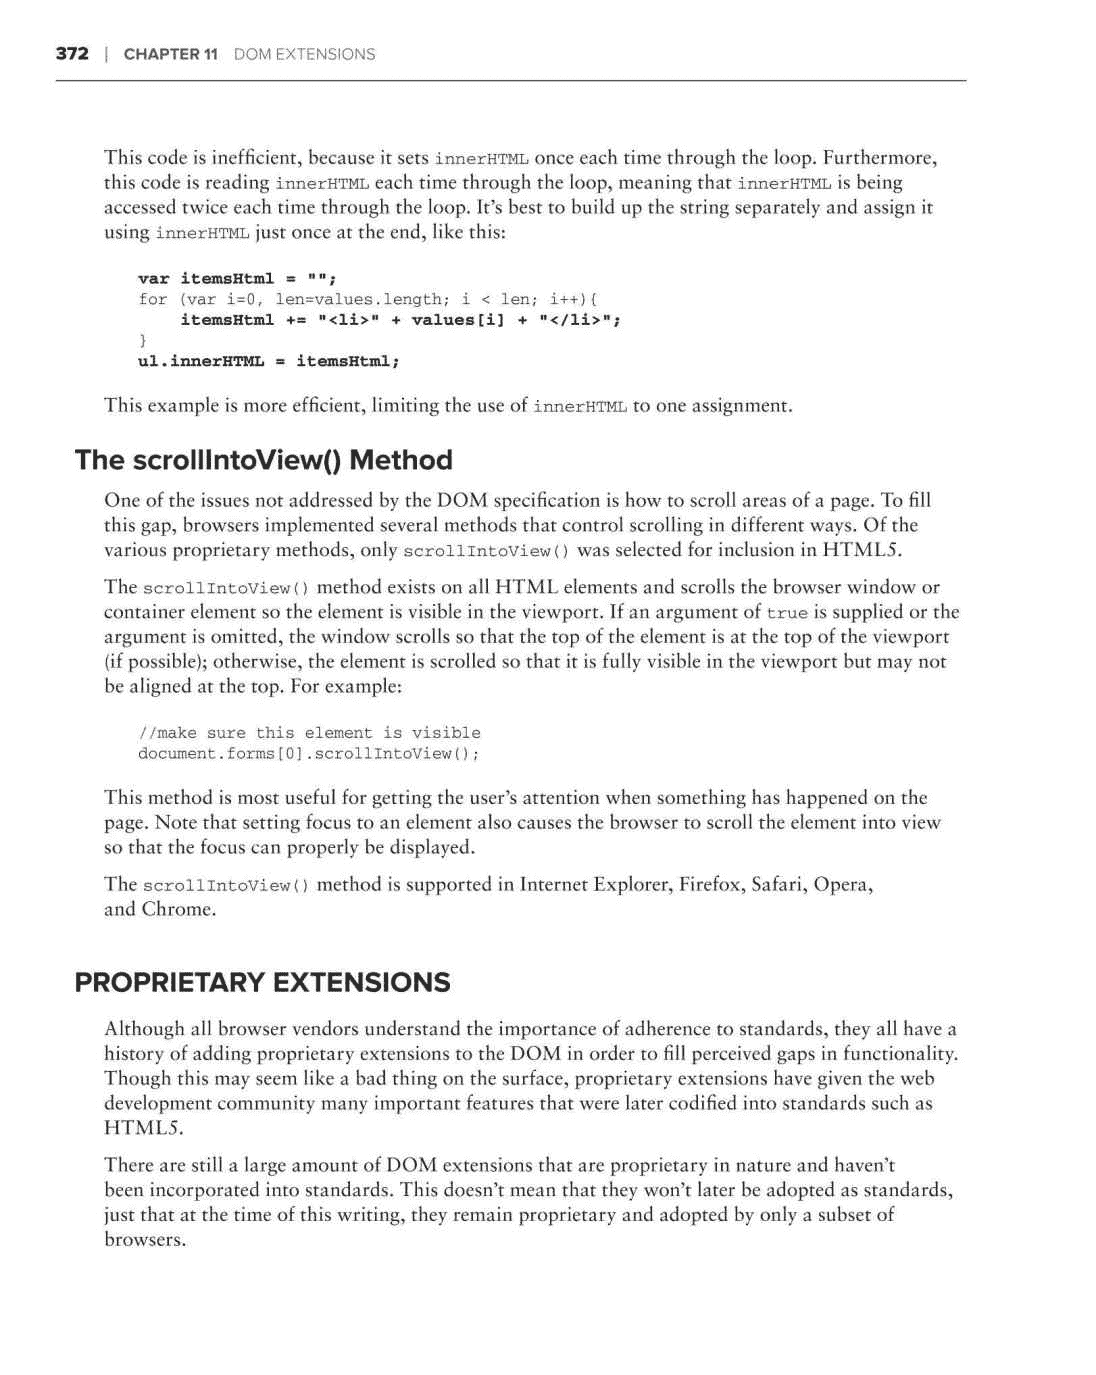 372 | CHAPTER 11 DOM EXTENSIONS
This code is inefficient, because it sets innerHTML once each time through the loop. Furthermore,
this code is reading innerHTML each time through the loop, meaning that innerHTML is being
accessed twice each time through the loop. It's best to build up the string separately and assign it
using innerHTML just once at the end, like this:
var itemsHtml = "";
for (var i=0, len=values.length; i < len; i++){
    itemsHtml += "<li>" + values[i] + "</li>";
}
ul.innerHTML = itemsHtml;
This example is more efficient, limiting the use of innerHTML to one assignment.
The scrollIntoView() Method
One of the issues not addressed by the DOM specification is how to scroll areas of a page. To fill
this gap, browsers implemented several methods that control scrolling in different ways. Of the
various proprietary methods, only scrollIntoView() was selected for inclusion in HTML5.
The scrollIntoView() method exists on all HTML elements and scrolls the browser window or
container element so the element is visible in the viewport. If an argument of true is supplied or the
argument is omitted, the window scrolls so that the top of the element is at the top of the viewport
(if possible); otherwise, the element is scrolled so that it is fully visible in the viewport but may not
be aligned at the top. For example:
//make sure this element is visible
document.forms[0].scrollIntoView();
This method is most useful for getting the user's attention when something has happened on the
page. Note that setting focus to an element also causes the browser to scroll the element into view
so that the focus can properly be displayed.
The scrollIntoView() method is supported in Internet Explorer, Firefox, Safari, Opera,
and Chrome.
PROPRIETARY EXTENSIONS
Although all browser vendors understand the importance of adherence to standards, they all have a
history of adding proprietary extensions to the DOM in order to fill perceived gaps in functionality.
Though this may seem like a bad thing on the surface, proprietary extensions have given the web
development community many important features that were later codified into standards such as
HTML5.
There are still a large amount of DOM extensions that are proprietary in nature and haven't
been incorporated into standards. This doesn't mean that they won't later be adopted as standards,
just that at the time of this writing, they remain proprietary and adopted by only a subset of
browsers.